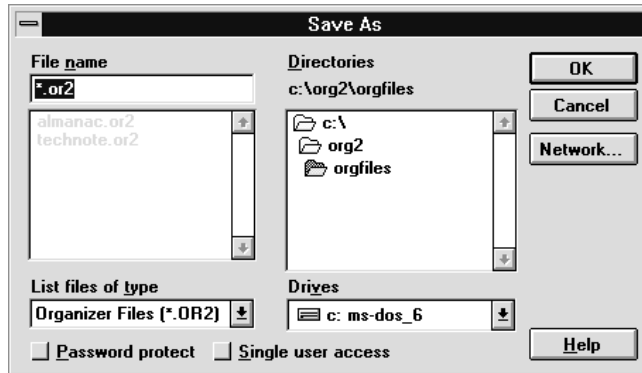 Save As
File name
*.or2
almanac.or2
technote.or2
List files of type
Organizer Files (*.OR2)
Password protect
Single user access
Directories
c:\org2\orgfiles
c:\
org2
orgfiles
Drives
c: ms-dos_6
OK
Cancel
Network...
Help